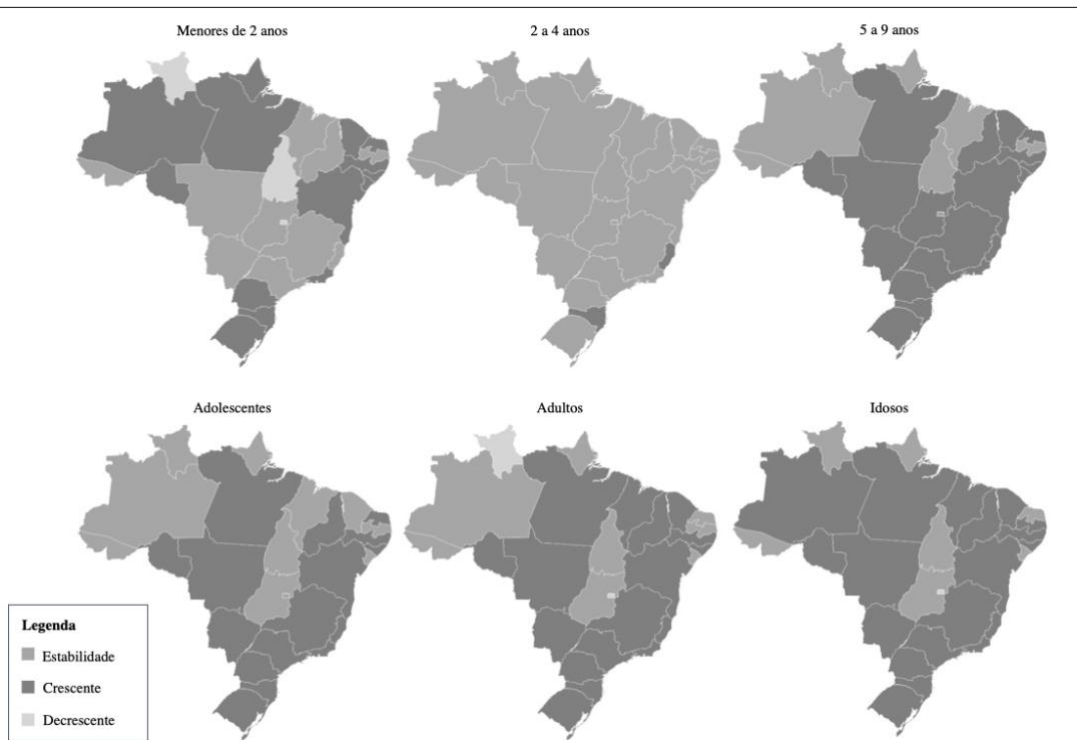 Menores de 2 anos
2 a 4 anos
5 a 9 anos
Adolescentes
Adultos
Idosos
Legenda
Estabilidade
Crescente
Decrescente